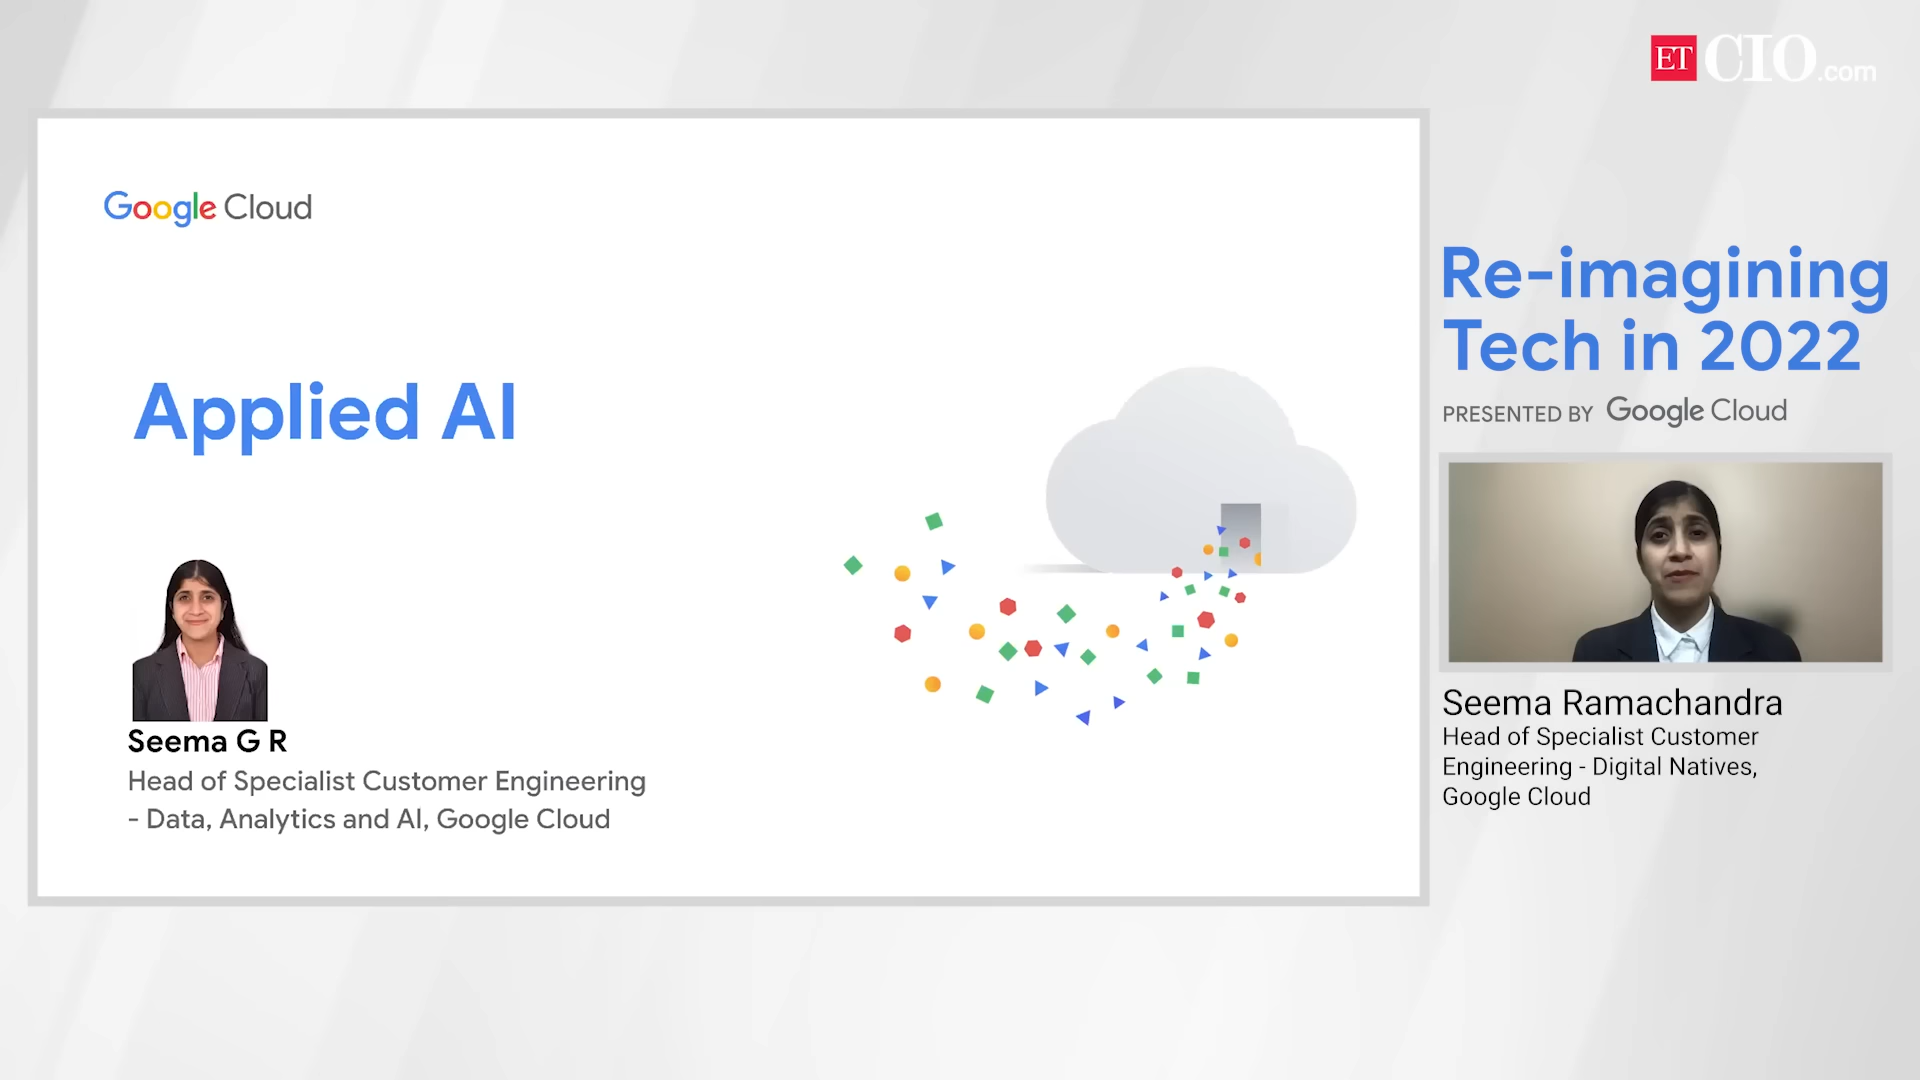 ET CIO.com
Google Cloud
Applied AI
Seema G R
Head of Specialist Customer Engineering
- Data, Analytics and AI, Google Cloud
Re-imagining
Tech in 2022
PRESENTED BY Google Cloud
Seema Ramachandra
Head of Specialist Customer
Engineering - Digital Natives,
Google Cloud